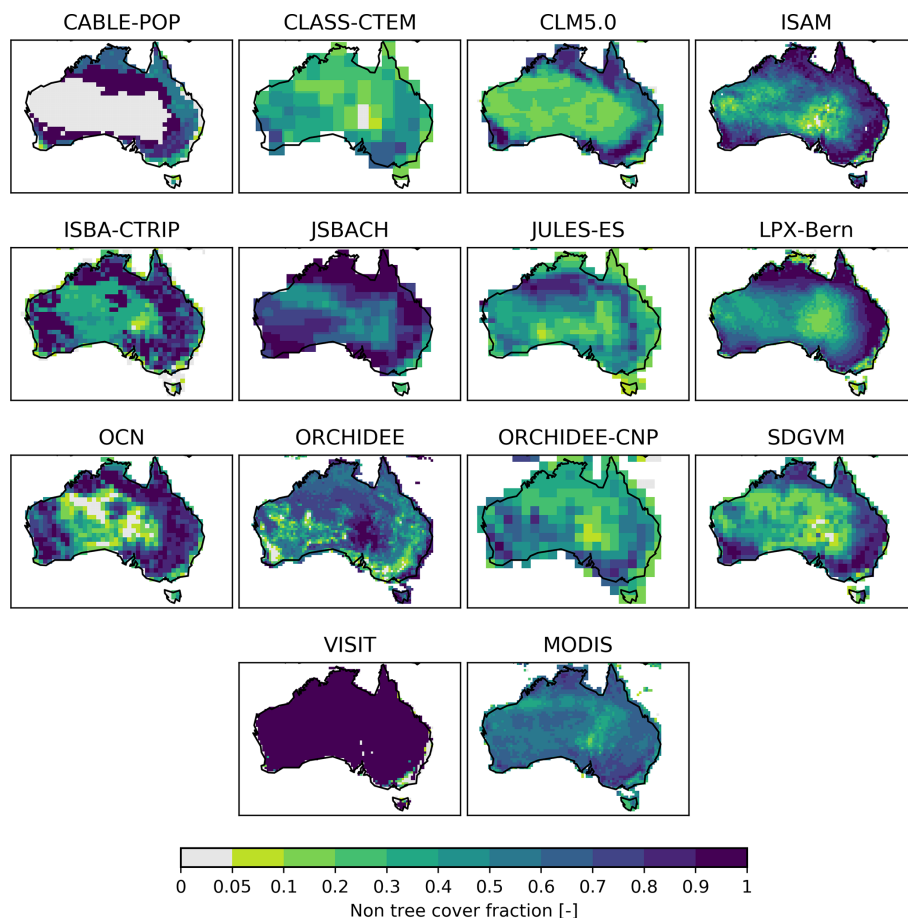 CABLE-POP CLASS-CTEM CLM5.0 ISAM
ISBA-CTRIP JSBACH JULES-ES LPX-Bern
OCN ORCHIDEE ORCHIDEE-CNP SDGVM
VISIT MODIS
0 0.05 0.1 0.2 0.3 0.4 0.5 0.6 0.7 0.8 0.9 1
Non tree cover fraction [-]